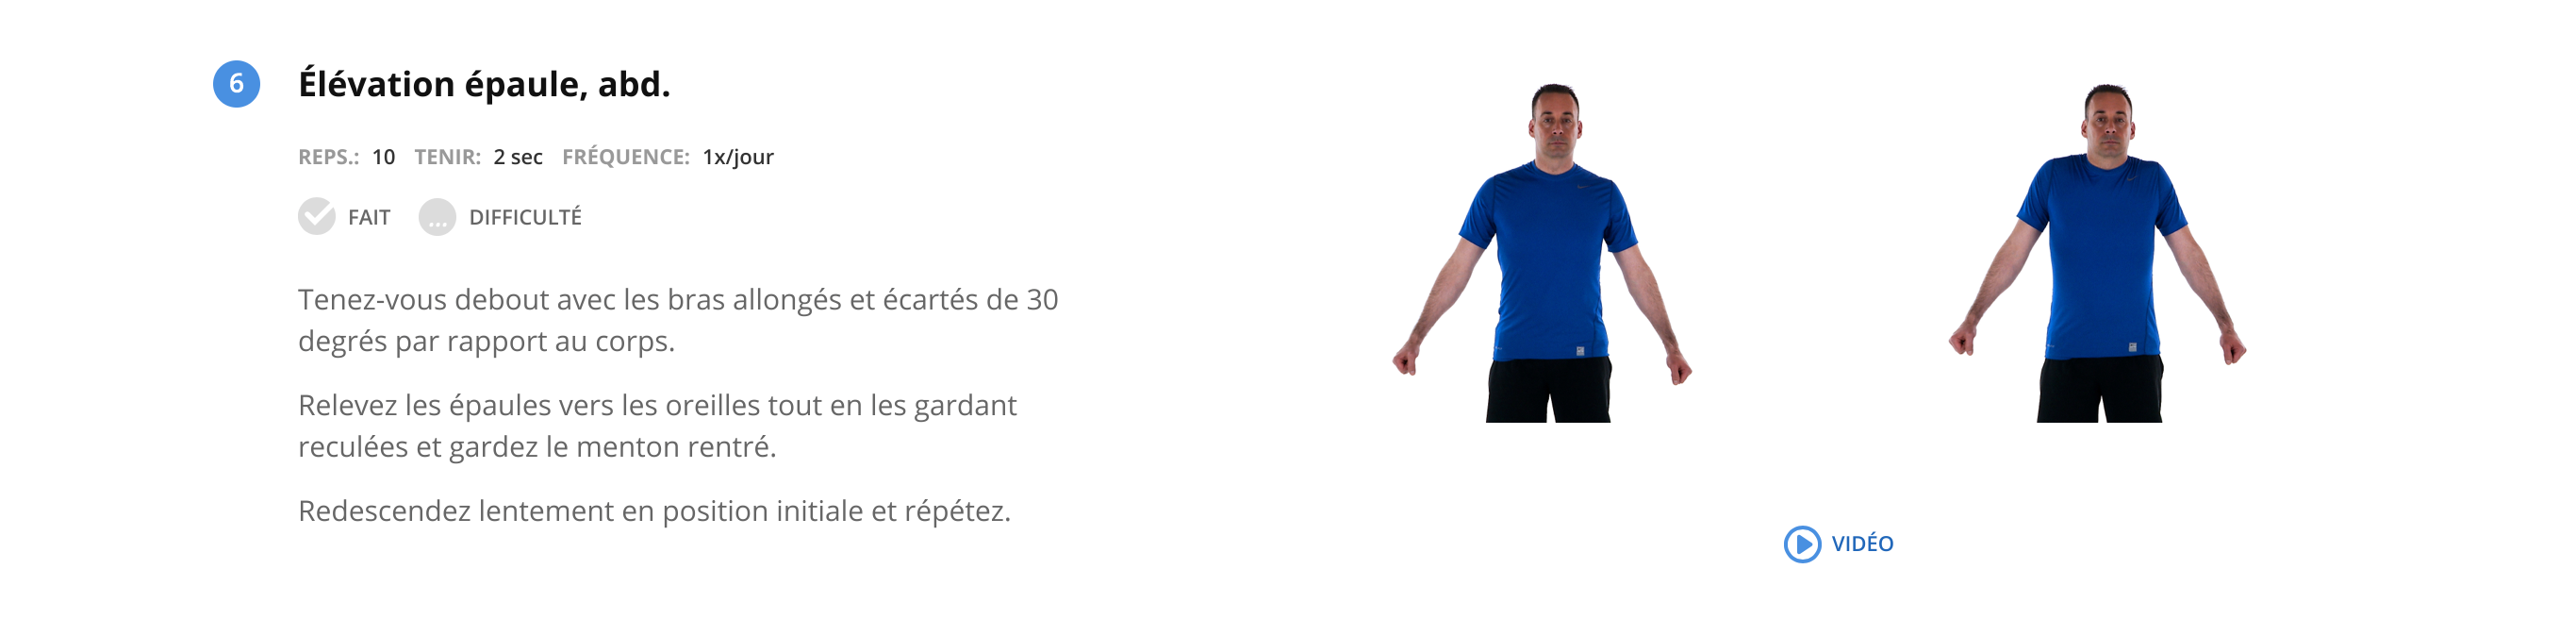 6
Élévation épaule, abd.
REPS.: 10 TENIR: 2 sec FRÉQUENCE: 1x/jour
FAIT ... DIFFICULTÉ
Tenez-vous debout avec les bras allongés et écartés de 30
degrés par rapport au corps.
Relevez les épaules vers les oreilles tout en les gardant
reculées et gardez le menton rentré.
Redescendez lentement en position initiale et répétez.
VIDÉO